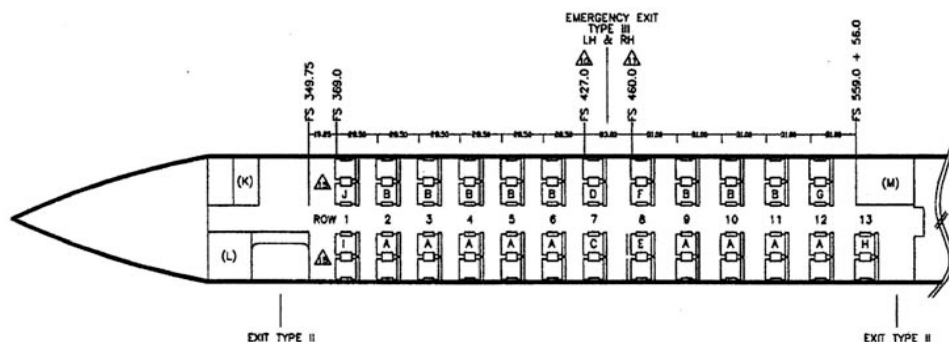 EMERGENCY EXIT
TYPE III
LH & RH
FS 349.75
FS 389.0
FS 427.0
FS 460.0
FS 559.0 + 56.0
(K)
J B B B B B D F B B B G
(M)
ROW 1 2 3 4 5 6 7 8 9 10 11 12 13
(L)
I A A A A A C E A A A A H
EXIT TYPE II
EXIT TYPE II